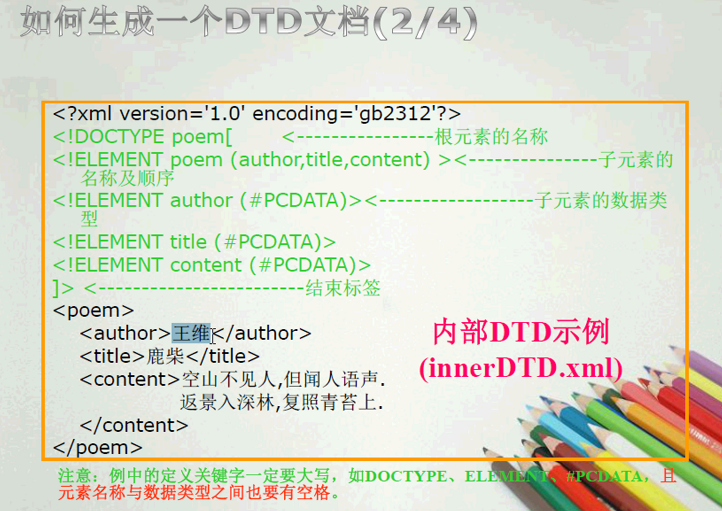 如何生成一个DTD文档(2/4)
<?xml version='1.0' encoding='gb2312'?>
<!DOCTYPE poem[ <----------------根元素的名称
<!ELEMENT poem (author,title,content) ><---------------子元素的
名称及顺序
<!ELEMENT author (#PCDATA)><------------------子元素的数据类
型
<!ELEMENT title (#PCDATA)>
<!ELEMENT content (#PCDATA)>
]> <------------------------结束标签
<poem>
<author>王维</author>
<title>鹿柴</title>
<content>空山不见人,但闻人语声.
返景入深林,复照青苔上.
</content>
</poem>
内部DTD示例
(innerDTD.xml)
注意：例中的定义关键字一定要大写，如DOCTYPE、ELEMENT、#PCDATA，且
元素名称与数据类型之间也要有空格。